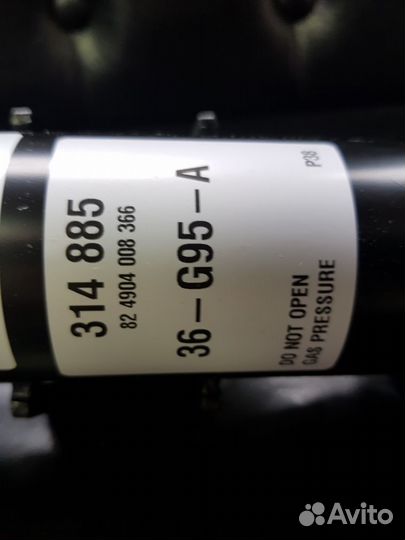 314 885
82 4904 008 366
36-G95-A
DO NOT OPEN
GAS PRESSURE
P38
Avito